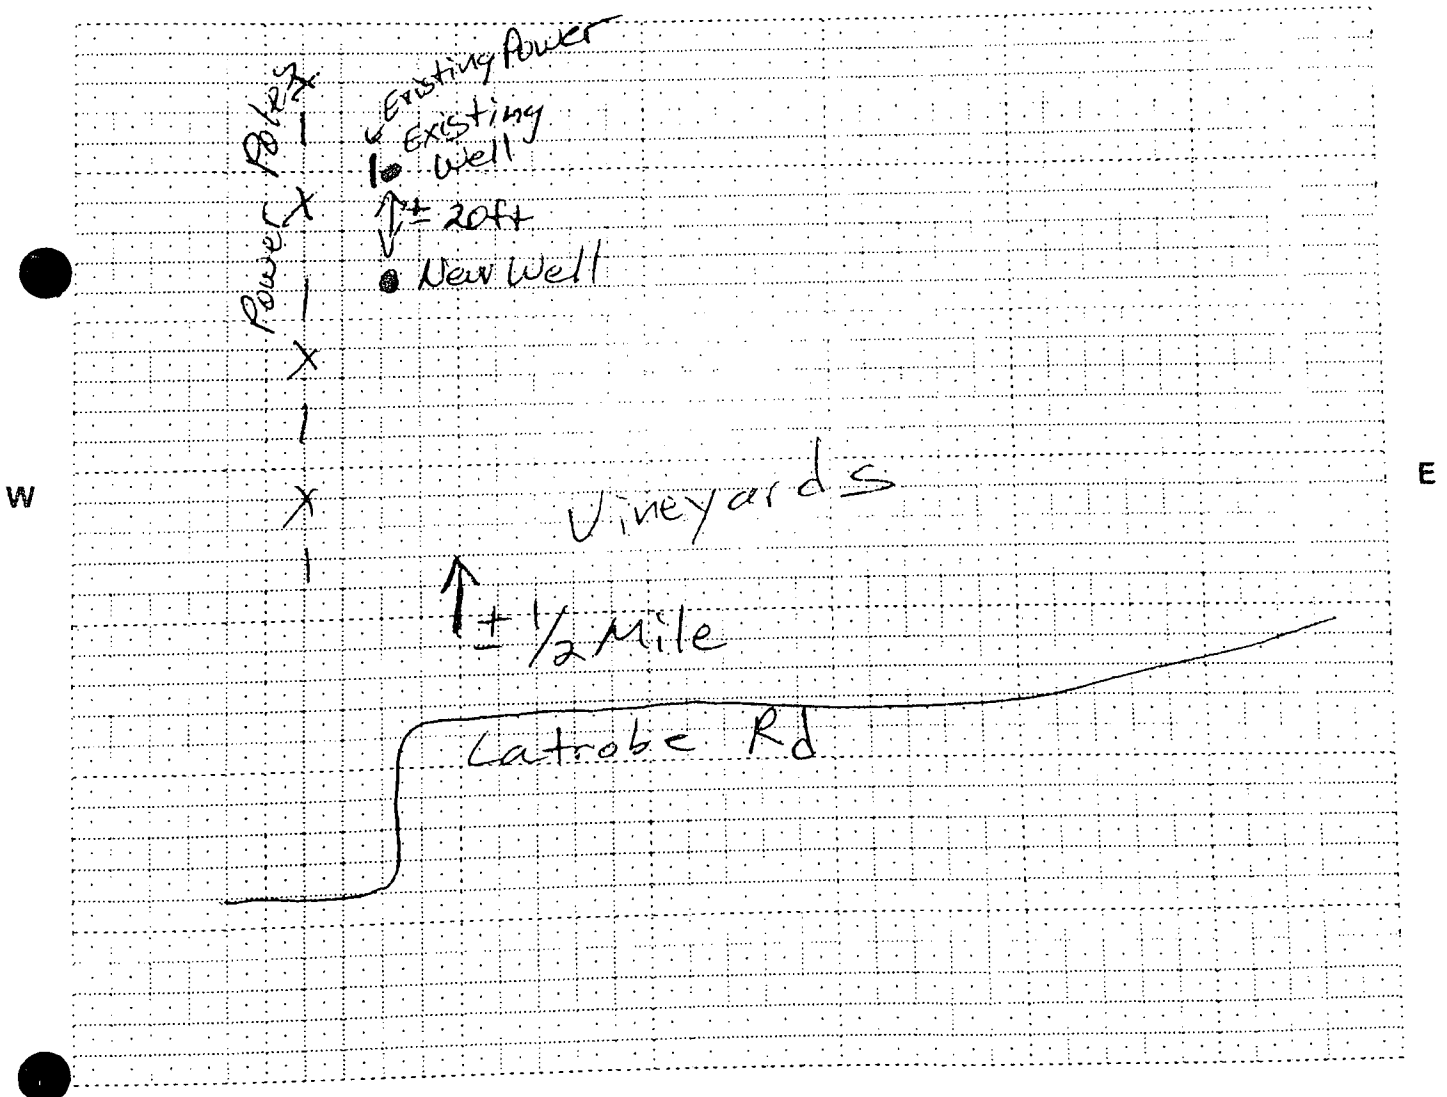 Existing Power
Existing
Well
Power Poles
± 20ft
New Well
W
E
Vineyards
± 1/2 Mile
Latrobe Rd